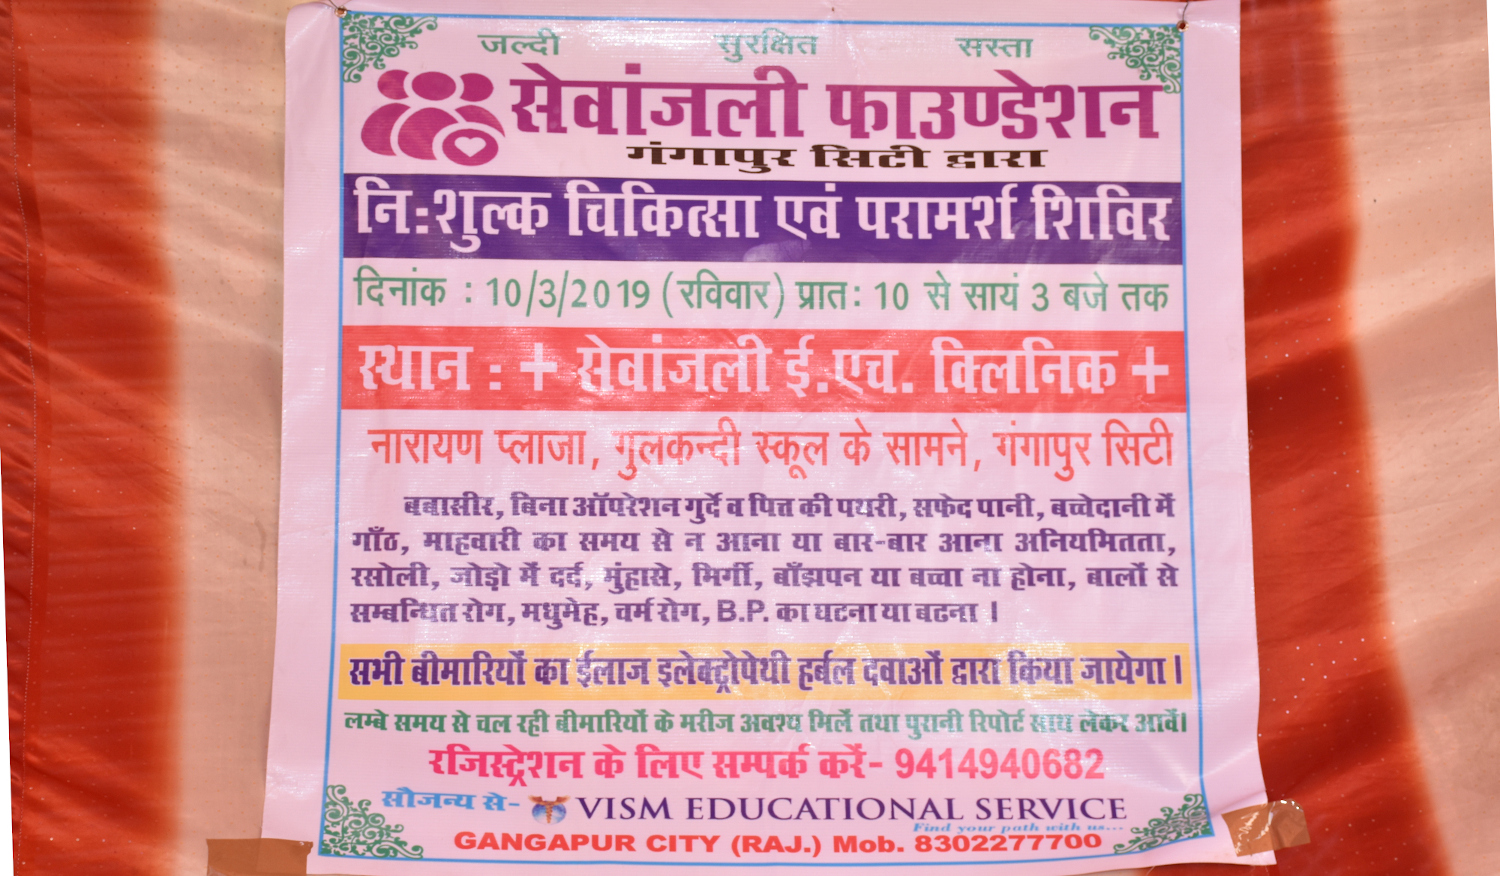 जल्दी सुरक्षित सस्ता
सेवांजली फाउण्डेशन
गंगापुर सिटी द्वारा
नि:शुल्क चिकित्सा एवं परामर्श शिविर
दिनांक : 10/3/2019 (रविवार) प्रात: 10 से सायं 3 बजे तक
स्थान : + सेवांजली ई.एच. क्लिनिक +
नारायण प्लाजा, गुलकन्दी स्कूल के सामने, गंगापुर सिटी
बबासीर, बिना ऑपरेशन गुर्दे व पित्त की पथरी, सफेद पानी, बच्चेदानी में
गाँठ, माहवारी का समय से न आना या बार-बार आना अनियमितता,
रसोली, जोड़ो में दर्द, मुंहासे, मिर्गी, बाँझपन या बच्चा ना होना, बालों से
सम्बन्धित रोग, मधुमेह, चर्म रोग, B.P. का घटना या बढना ।
सभी बीमारियों का ईलाज इलेक्ट्रोपेथी हर्बल दवाओं द्वारा किया जायेगा ।
लम्बे समय से चल रही बीमारियों के मरीज अवश्य मिलें तथा पुरानी रिपोर्ट साथ लेकर आवें।
रजिस्ट्रेशन के लिए सम्पर्क करें- 9414940682
सौजन्य से- VISM EDUCATIONAL SERVICE
Find your path with us...
GANGAPUR CITY (RAJ.) Mob. 8302277700